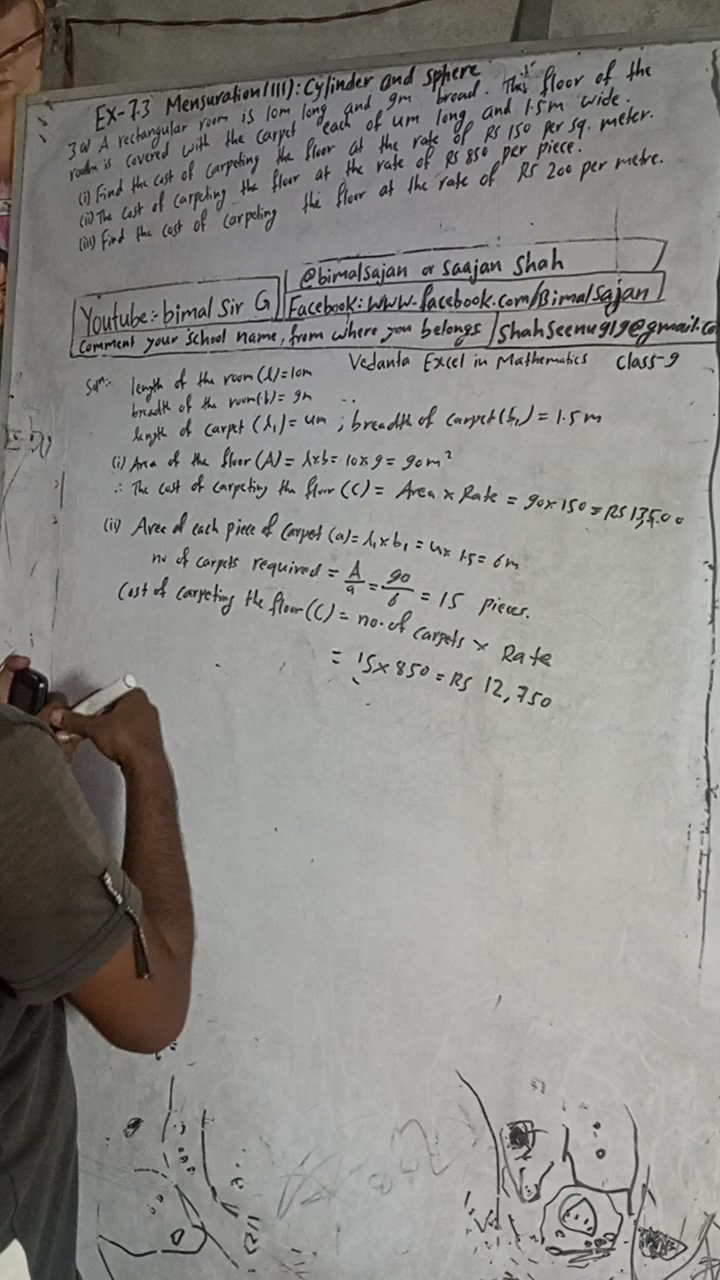 Ex-7.3 Mensuration(III): Cylinder and sphere
3a) A rectangular room is 10m long and 9m broad. The floor of the
room is covered with the carpet each of 4m long and 1.5m wide.
(i) Find the cost of carpeting the floor at the rate of Rs 150 per sq. meter.
(ii) The cost of carpeting the floor at the rate of Rs 850 per piece.
(iii) Find the cost of carpeting the floor at the rate of Rs 200 per metre.
@bimalsajan or Saajan Shah
Youtube:- bimal Sir G
Facebook: WWW.facebook.com/Bimalsajan
Comment your school name, from where you belongs
Shahseenu919@gmail.co
Vedanta Excel in Mathematics Class-9
Solⁿ:- length of the room (l) = 10m
breadth of the room(b) = 9m
length of carpet (l₁) = 4m ; breadth of carpet(b₁) = 1.5m
(i) Area of the floor (A) = l×b = 10×9 = 90m²
∴ The cost of carpeting the floor (C) = Area × Rate = 90×150 = Rs 13,500
(ii) Area of each piece of carpet (a) = l₁×b₁ = 4×1.5 = 6m
no of carpets required = A/a = 90/6 = 15 pieces.
Cost of carpeting the floor (C) = no. of carpets × Rate
= 15×850 = Rs 12,750